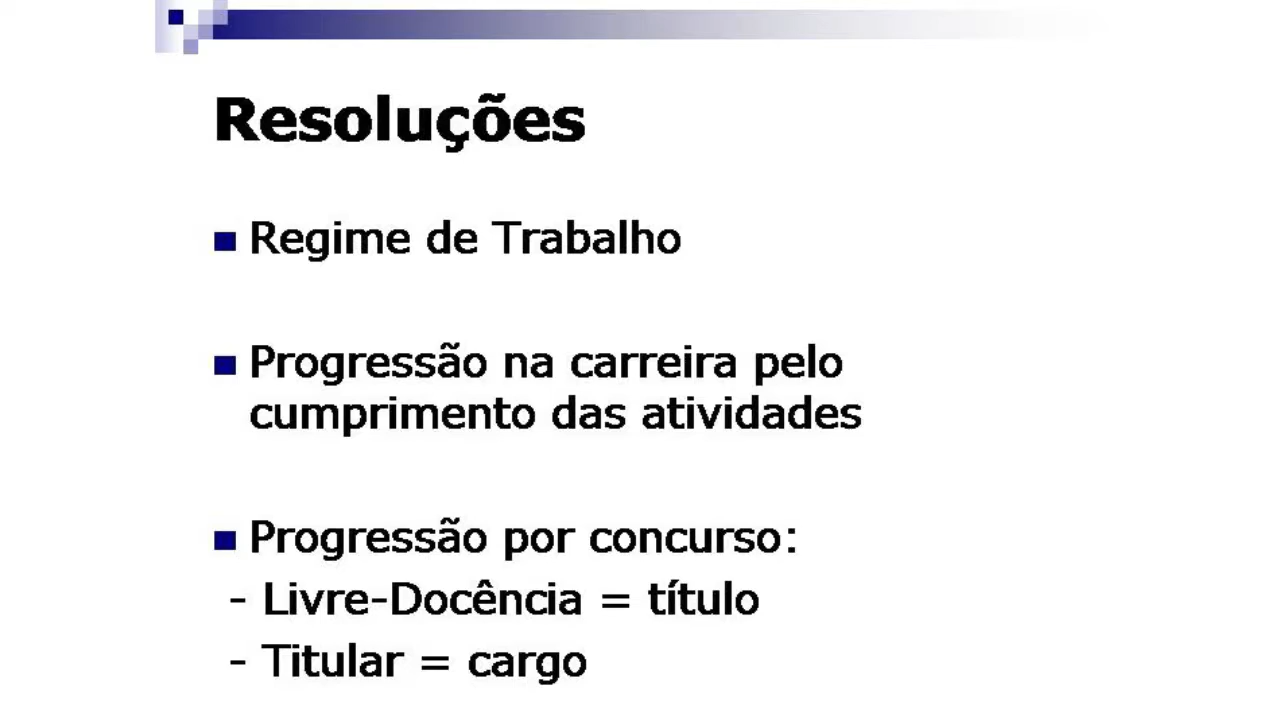 Resoluções
Regime de Trabalho
Progressão na carreira pelo
cumprimento das atividades
Progressão por concurso:
- Livre-Docência = título
- Titular = cargo